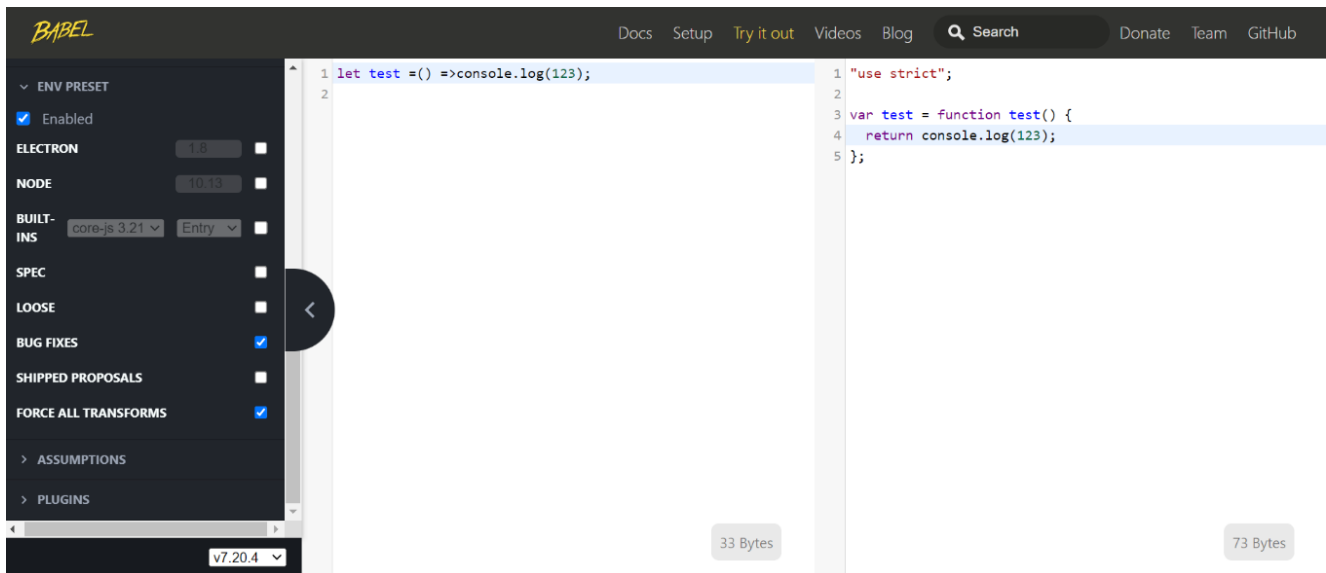 BABEL
Docs Setup Try it out Videos Blog Search Donate Team GitHub
ENV PRESET
Enabled
ELECTRON 1.8
NODE 10.13
BUILT-INS core-js 3.21 Entry
SPEC
LOOSE
BUG FIXES
SHIPPED PROPOSALS
FORCE ALL TRANSFORMS
ASSUMPTIONS
PLUGINS
v7.20.4
1 let test =() =>console.log(123);
2
33 Bytes
1 "use strict";
2
3 var test = function test() {
4 return console.log(123);
5 };
73 Bytes